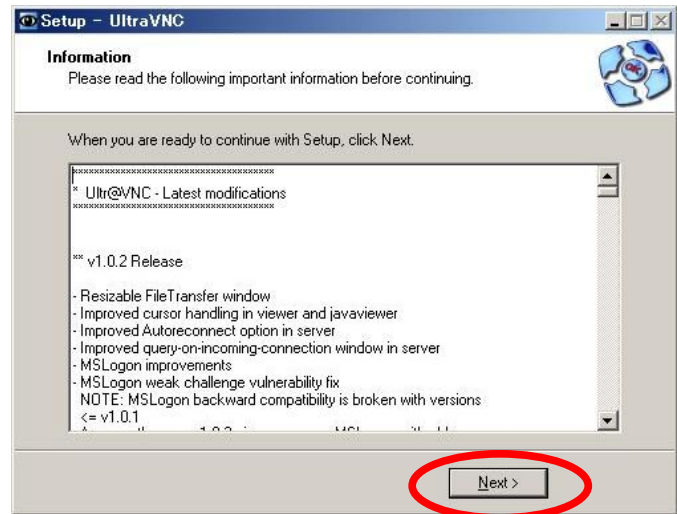 Setup - UltraVNC
Information
Please read the following important information before continuing.
When you are ready to continue with Setup, click Next.
**************************************
* Ultr@VNC - Latest modifications
**************************************
** v1.0.2 Release
- Resizable FileTransfer window
- Improved cursor handling in viewer and javaviewer
- Improved Autoreconnect option in server
- Improved query-on-incoming-connection window in server
- MSLogon improvements
- MSLogon weak challenge vulnerability fix
NOTE: MSLogon backward compatibility is broken with versions
<= v1.0.1
Next >